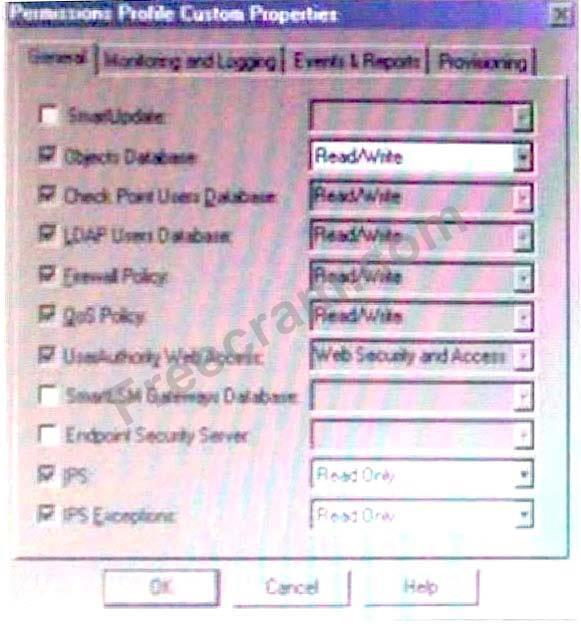 Permissions Profile Custom Properties
General Monitoring and Logging Events & Reports Provisioning
SmartUpdate:
Objects Database: Read/Write
Check Point Users Database: Read/Write
LDAP Users Database: Read/Write
Firewall Policy: Read/Write
QoS Policy: Read/Write
UserAuthority Web Access: Web Security and Access
SmartLSM Gateways Database:
Endpoint Security Server:
IPS: Read Only
IPS Exceptions: Read Only
OK Cancel Help
Freecram.com